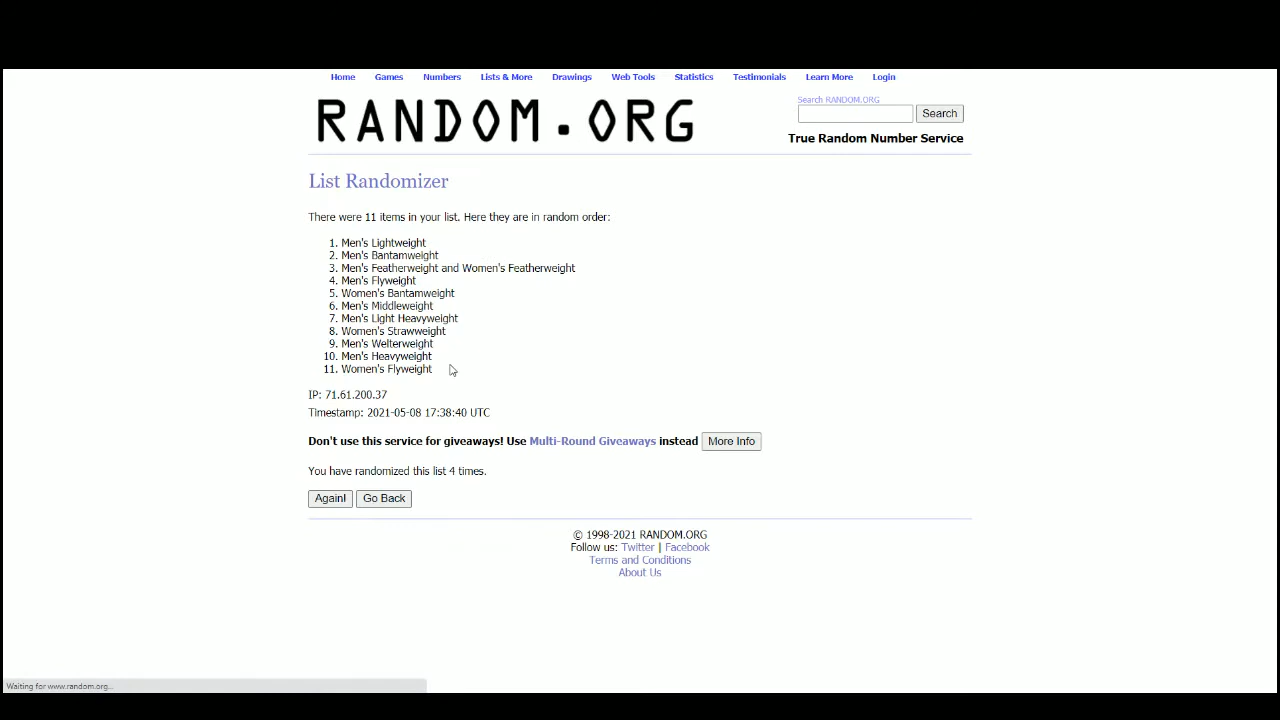 Home Games Numbers Lists & More Drawings Web Tools Statistics Testimonials Learn More Login
Search RANDOM.ORG
RANDOM.ORG
Search
True Random Number Service
List Randomizer
There were 11 items in your list. Here they are in random order:
1. Men's Lightweight
2. Men's Bantamweight
3. Men's Featherweight and Women's Featherweight
4. Men's Flyweight
5. Women's Bantamweight
6. Men's Middleweight
7. Men's Light Heavyweight
8. Women's Strawweight
9. Men's Welterweight
10. Men's Heavyweight
11. Women's Flyweight
IP: 71.61.200.37
Timestamp: 2021-05-08 17:38:40 UTC
Don't use this service for giveaways! Use Multi-Round Giveaways instead More Info
You have randomized this list 4 times.
Again! Go Back
© 1998-2021 RANDOM.ORG
Follow us: Twitter | Facebook
Terms and Conditions
About Us
Waiting for www.random.org...